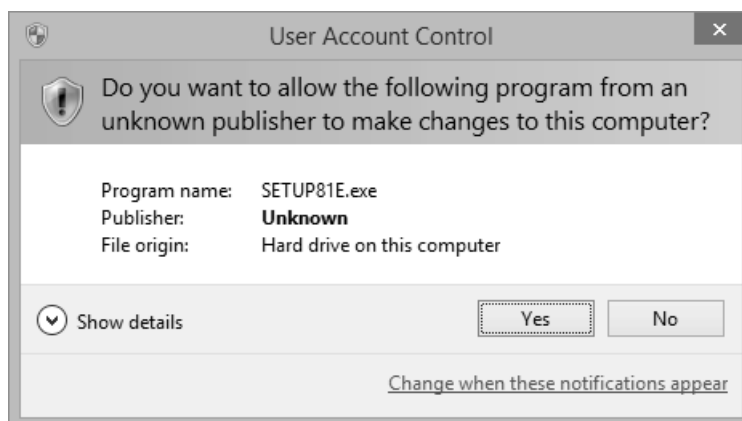 User Account Control
Do you want to allow the following program from an
unknown publisher to make changes to this computer?
Program name: SETUP81E.exe
Publisher: Unknown
File origin: Hard drive on this computer
Show details
Yes No
Change when these notifications appear